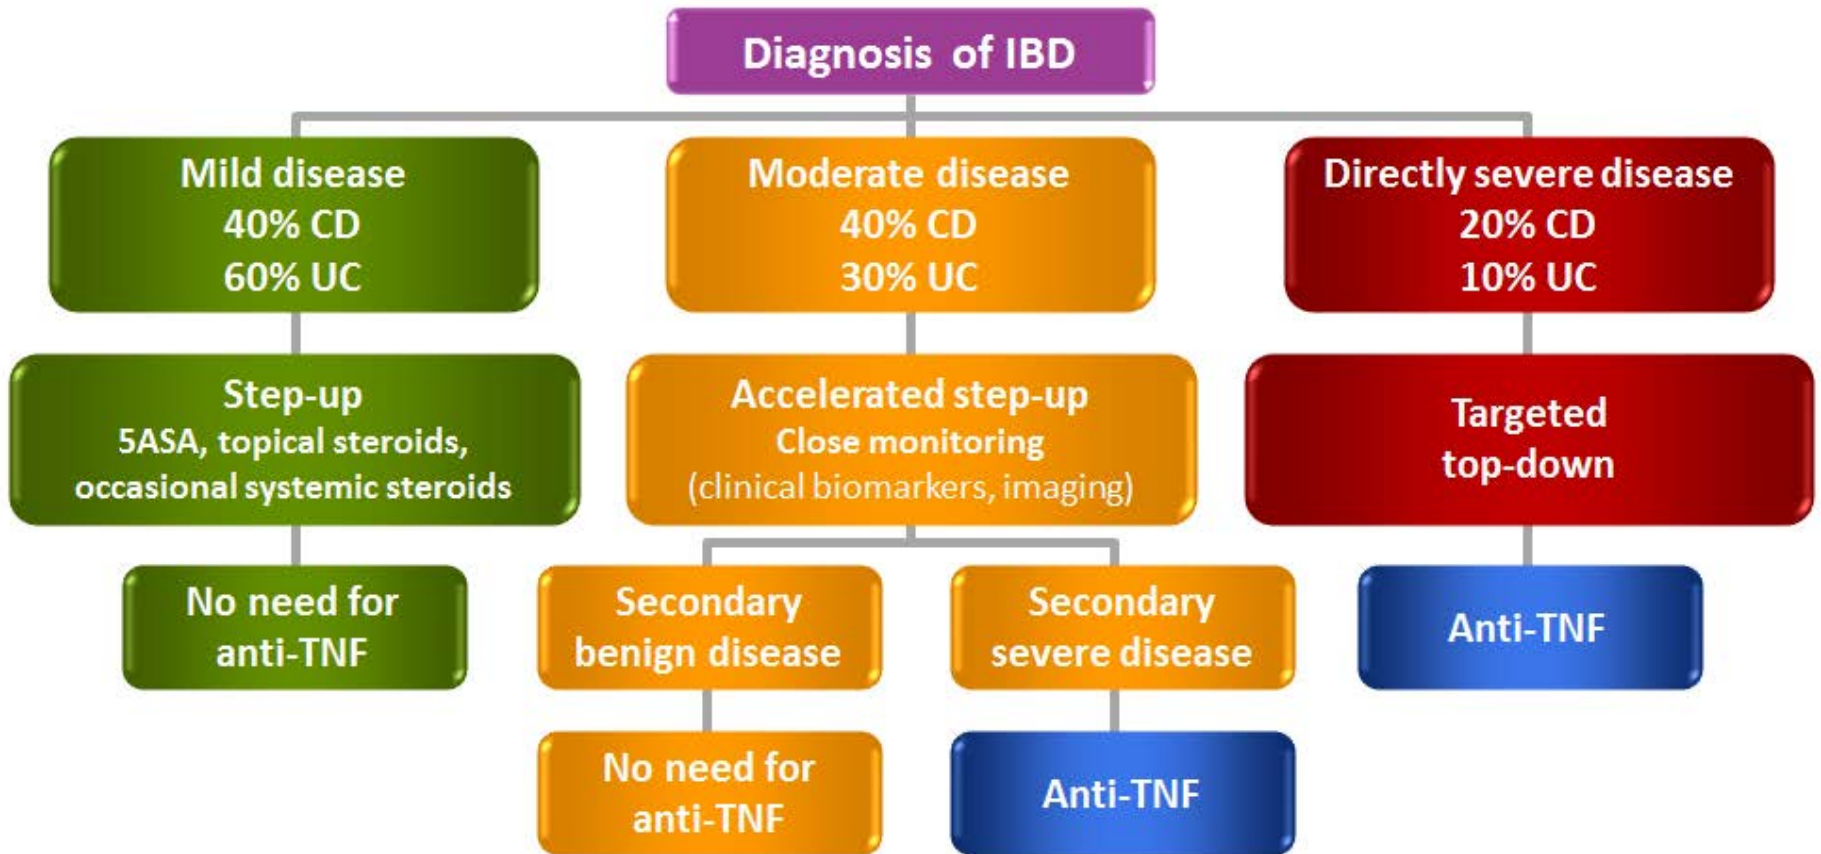 Diagnosis of IBD
Mild disease
40% CD
60% UC
Moderate disease
40% CD
30% UC
Directly severe disease
20% CD
10% UC
Step-up
5ASA, topical steroids,
occasional systemic steroids
Accelerated step-up
Close monitoring
(clinical biomarkers, imaging)
Targeted
top-down
No need for
anti-TNF
Secondary
benign disease
Secondary
severe disease
Anti-TNF
No need for
anti-TNF
Anti-TNF